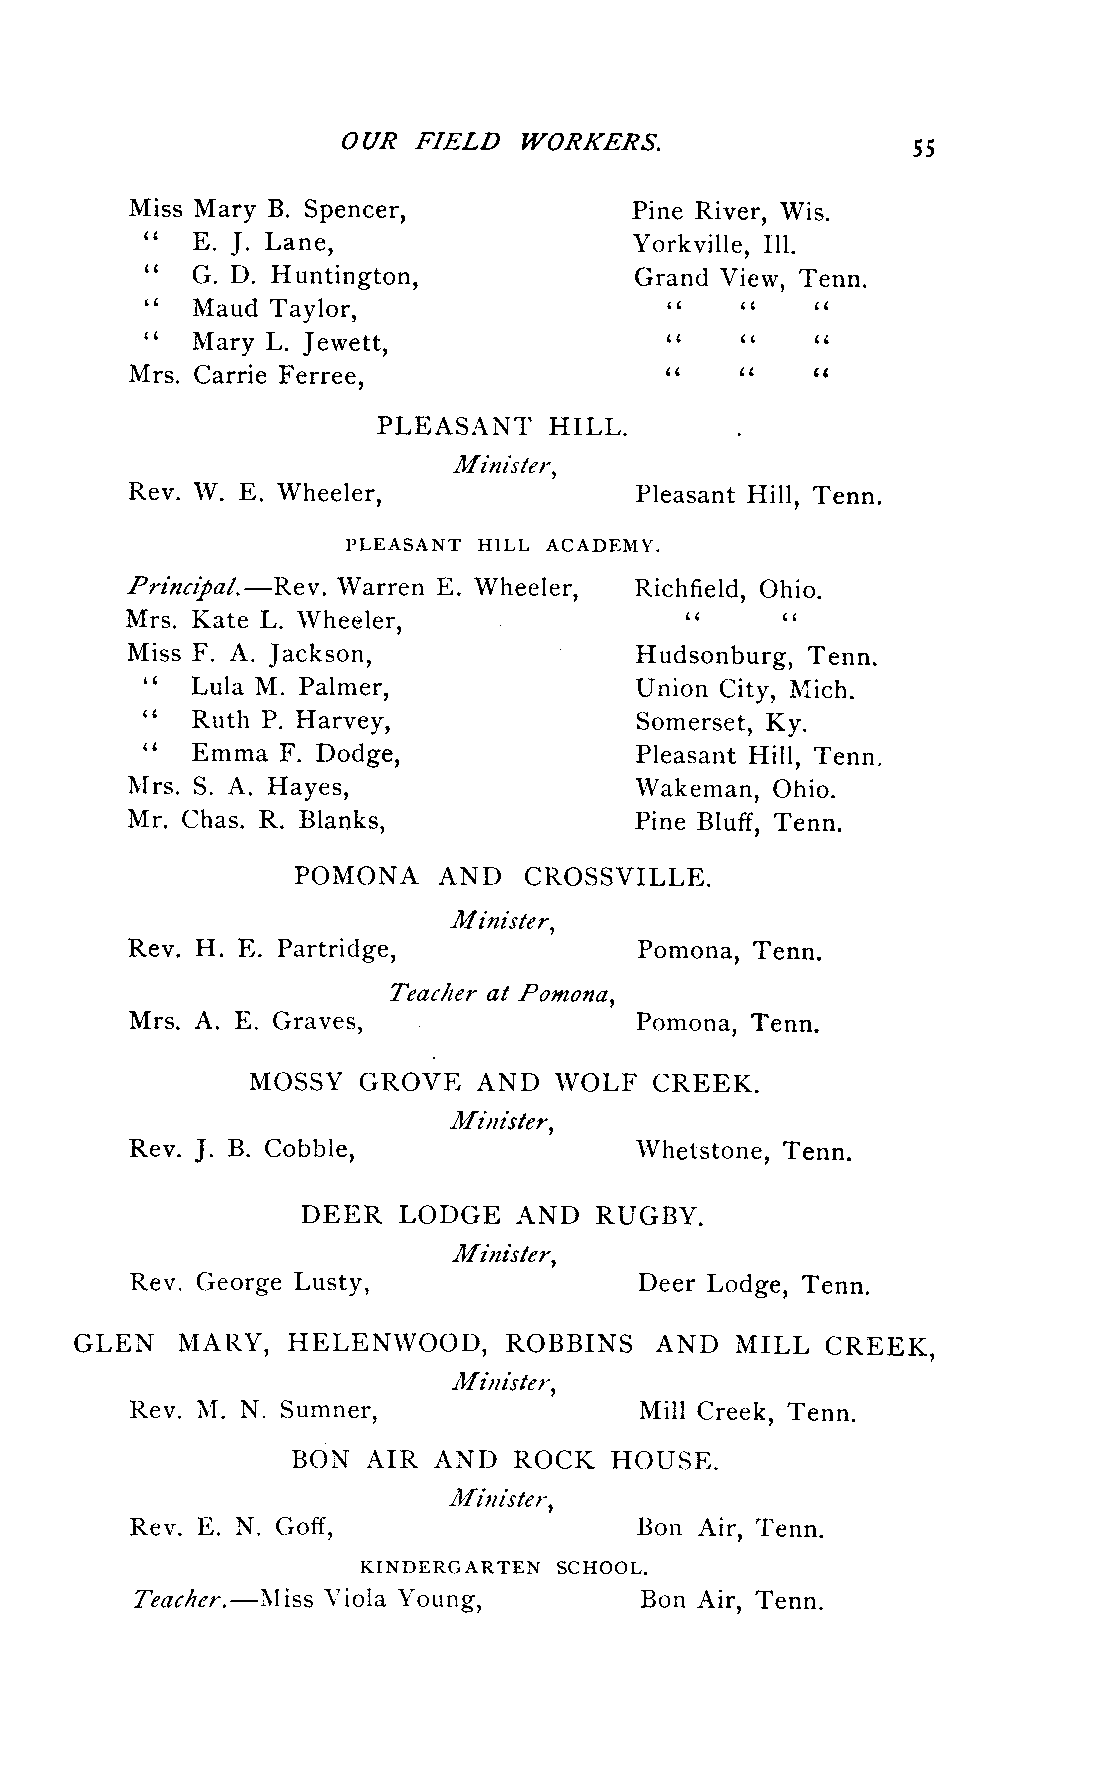 OUR FIELD WORKERS. 55
Miss Mary B. Spencer, Pine River, Wis.
“ E. J. Lane, Yorkville, Ill.
“ G. D. Huntington, Grand View, Tenn.
“ Maud Taylor, “ “ “
“ Mary L. Jewett, “ “ “
Mrs. Carrie Ferree, “ “ “
PLEASANT HILL.
Minister,
Rev. W. E. Wheeler, Pleasant Hill, Tenn.
PLEASANT HILL ACADEMY.
Principal.—Rev. Warren E. Wheeler, Richfield, Ohio.
Mrs. Kate L. Wheeler, “ “
Miss F. A. Jackson, Hudsonburg, Tenn.
“ Lula M. Palmer, Union City, Mich.
“ Ruth P. Harvey, Somerset, Ky.
“ Emma F. Dodge, Pleasant Hill, Tenn.
Mrs. S. A. Hayes, Wakeman, Ohio.
Mr. Chas. R. Blanks, Pine Bluff, Tenn.
POMONA AND CROSSVILLE.
Minister,
Rev. H. E. Partridge, Pomona, Tenn.
Teacher at Pomona,
Mrs. A. E. Graves, Pomona, Tenn.
MOSSY GROVE AND WOLF CREEK.
Minister,
Rev. J. B. Cobble, Whetstone, Tenn.
DEER LODGE AND RUGBY.
Minister,
Rev. George Lusty, Deer Lodge, Tenn.
GLEN MARY, HELENWOOD, ROBBINS AND MILL CREEK,
Minister,
Rev. M. N. Sumner, Mill Creek, Tenn.
BON AIR AND ROCK HOUSE.
Minister,
Rev. E. N. Goff, Bon Air, Tenn.
KINDERGARTEN SCHOOL.
Teacher.—Miss Viola Young, Bon Air, Tenn.